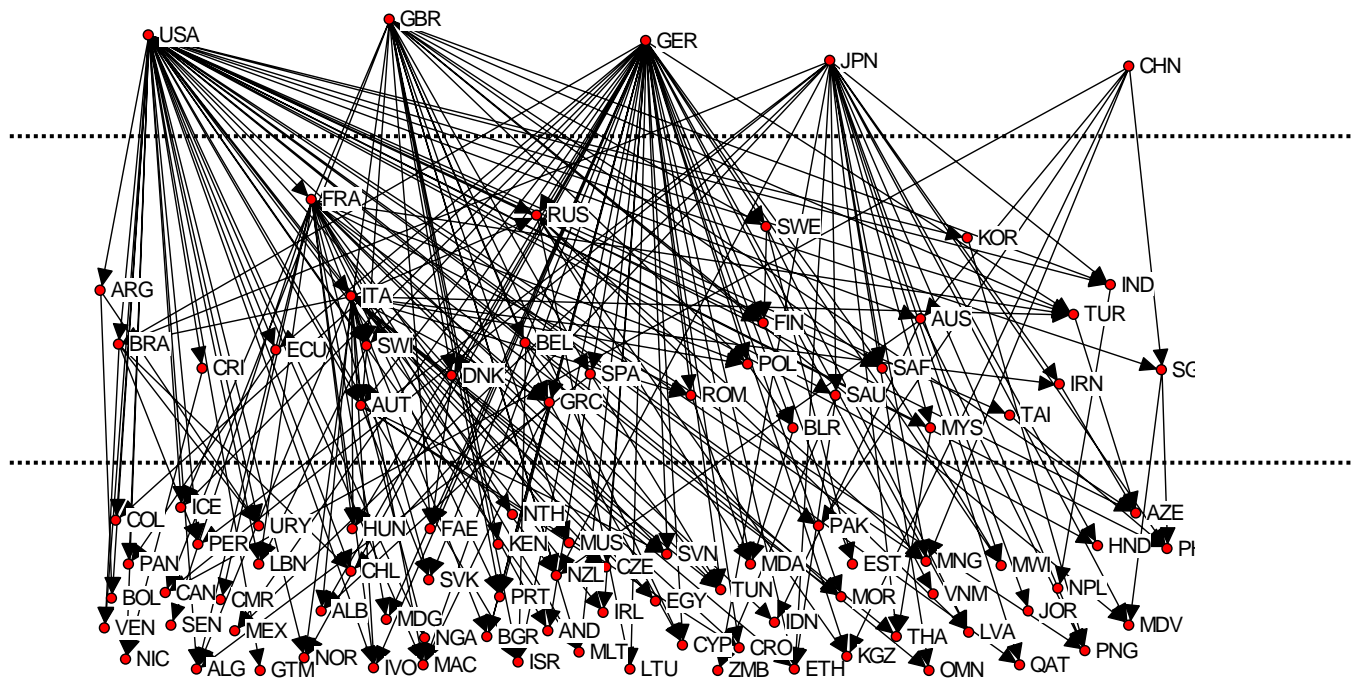 USA
GBR
GER
JPN
CHN
FRA
RUS
SWE
KOR
IND
ARG
ITA
TUR
BRA
ECU
SWI
BEL
FIN
AUS
CRI
DNK
SPA
POL
SAF
SG
AUT
GRC
ROM
SAU
IRN
BLR
MYS
TAI
COL
ICE
URY
HUN
FAE
NTH
PAK
AZE
PAN
PER
LBN
CHL
KEN
MUS
SVN
MDA
EST
MNG
MWI
HND
PH
BOL
CAN
CMR
SVK
PRT
NZL
CZE
TUN
MOR
VNM
NPL
VEN
SEN
MEX
ALB
MDG
NGA
BGR
AND
IRL
EGY
IDN
THA
LVA
JOR
MDV
NIC
ALG
GTM
NOR
IVO
MAC
ISR
MLT
LTU
CYP
CRO
ZMB
ETH
KGZ
OMN
QAT
PNG